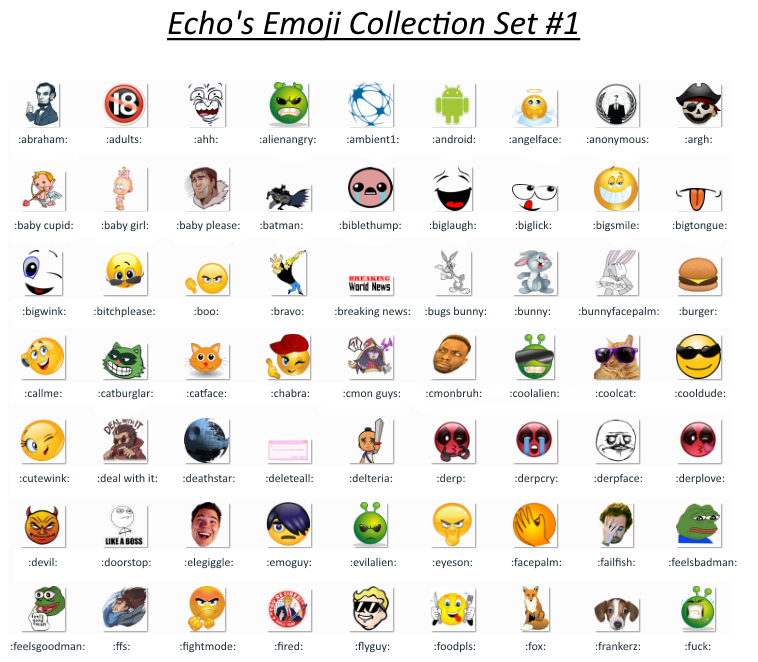 Echo's Emoji Collection Set #1
:abraham: :adults: :ahh: :alienangry: :ambient1: :android: :angelface: :anonymous: :argh:
18
:baby cupid: :baby girl: :baby please: :batman: :biblethump: :biglaugh: :biglick: :bigsmile: :bigtongue:
BREAKING
World News
:bigwink: :bitchplease: :boo: :bravo: :breaking news: :bugs bunny: :bunny: :bunnyfacepalm: :burger:
:callme: :catburglar: :catface: :chabra: :cmon guys: :cmonbruh: :coolalien: :coolcat: :cooldude:
DEAL WITH IT
:cutewink: :deal with it: :deathstar: :deleteall: :delteria: :derp: :derpcry: :derpface: :derplove:
LIKE A BOSS
:devil: :doorstop: :elegiggle: :emoguy: :evilalien: :eyeson: :facepalm: :failfish: :feelsbadman:
feels
good
man
:feelsgoodman: :ffs: :fightmode: :fired: :flyguy: :foodpls: :fox: :frankerz: :fuck: